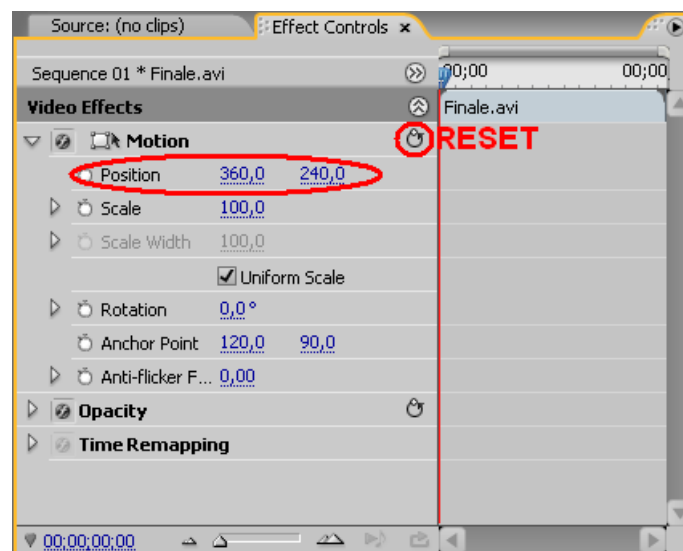 Source: (no clips) Effect Controls x
Sequence 01 * Finale.avi 00;00 00;00
Video Effects Finale.avi
Motion RESET
Position 360,0 240,0
Scale 100,0
Scale Width 100,0
Uniform Scale
Rotation 0,0°
Anchor Point 120,0 90,0
Anti-flicker F... 0,00
Opacity
Time Remapping
00;00;00;00